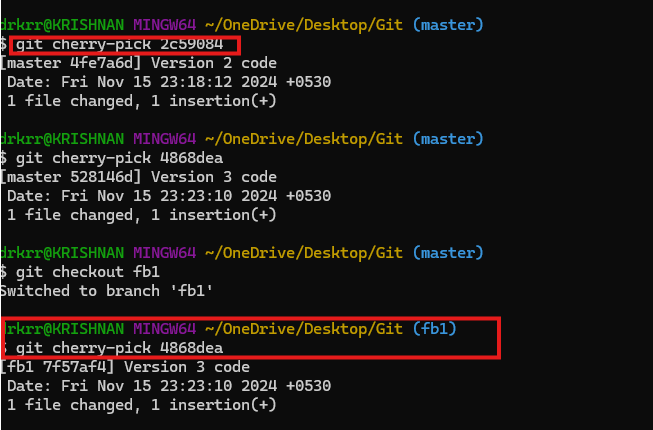 drkrr@KRISHNAN MINGW64 ~/OneDrive/Desktop/Git (master)
$ git cherry-pick 2c59084
[master 4fe7a6d] Version 2 code
 Date: Fri Nov 15 23:18:12 2024 +0530
 1 file changed, 1 insertion(+)
drkrr@KRISHNAN MINGW64 ~/OneDrive/Desktop/Git (master)
$ git cherry-pick 4868dea
[master 528146d] Version 3 code
 Date: Fri Nov 15 23:23:10 2024 +0530
 1 file changed, 1 insertion(+)
drkrr@KRISHNAN MINGW64 ~/OneDrive/Desktop/Git (master)
$ git checkout fb1
Switched to branch 'fb1'
drkrr@KRISHNAN MINGW64 ~/OneDrive/Desktop/Git (fb1)
$ git cherry-pick 4868dea
[fb1 7f57af4] Version 3 code
 Date: Fri Nov 15 23:23:10 2024 +0530
 1 file changed, 1 insertion(+)